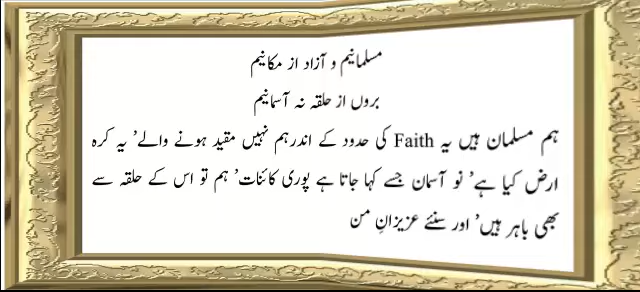 مسلمانیم و آزاد از مکانیم
بروں از حلقہ نہ آسمانیم
ہم مسلمان ہیں یہ Faith کی حدود کے اندرہم نہیں مقید ہونے والے’ یہ کرہ
ارض کیا ہے’ نو آسمان جسے کہا جاتا ہے پوری کائنات’ ہم تو اس کے حلقہ سے
بھی باہر ہیں’ اور سنئے عزیزانِ من